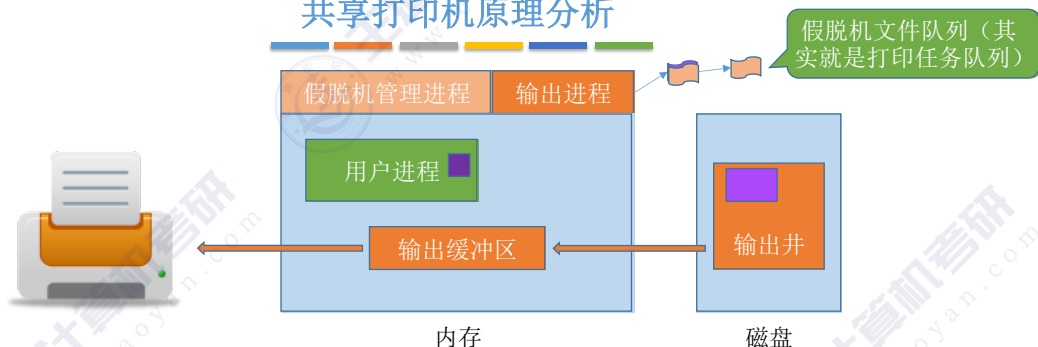 共享打印机原理分析
假脱机文件队列（其
实就是打印任务队列）
假脱机管理进程
输出进程
用户进程
输出缓冲区
输出井
内存
磁盘